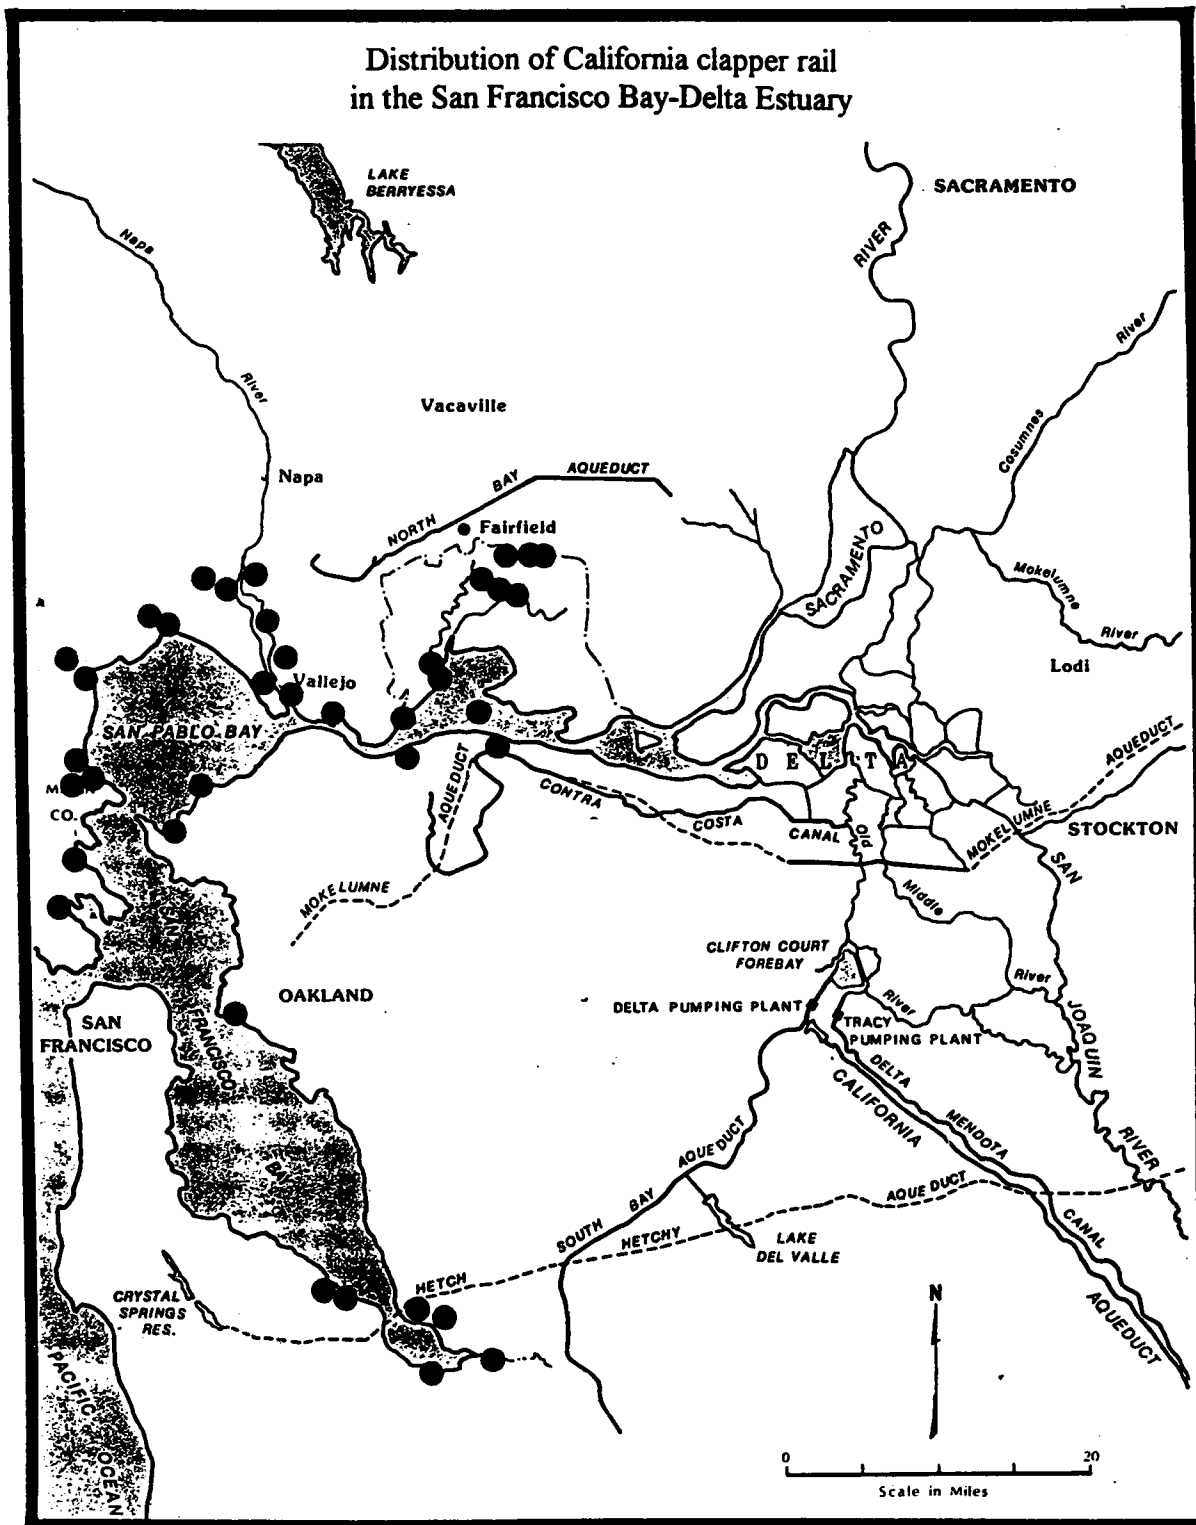 Distribution of California clapper rail
in the San Francisco Bay-Delta Estuary
LAKE
BERRYESSA
SACRAMENTO
Napa
RIVER
River
River
Vacaville
Cosumnes
Napa
BAY
AQUEDUCT
NORTH
Fairfield
SACRAMENTO
Mokelumne
River
Lodi
Vallejo
SAN PABLO BAY
DELTA
AQUEDUCT
AQUEDUCT
CO.
CONTRA
COSTA
CANAL
Old
MOKELUMNE
STOCKTON
SAN
MOKELUMNE
Middle
SAN
CLIFTON COURT
FOREBAY
River
OAKLAND
DELTA PUMPING PLANT
River
JOAQUIN
SAN
FRANCISCO
FRANCISCO
TRACY
PUMPING PLANT
DELTA
CALIFORNIA
MENDOTA
RIVER
AQUEDUCT
BAY
AQUEDUCT
BAY
SOUTH
HETCHY
LAKE
DEL VALLE
CANAL
HETCH
CRYSTAL
SPRINGS
RES.
N
AQUEDUCT
PACIFIC
OCEAN
0
20
Scale in Miles